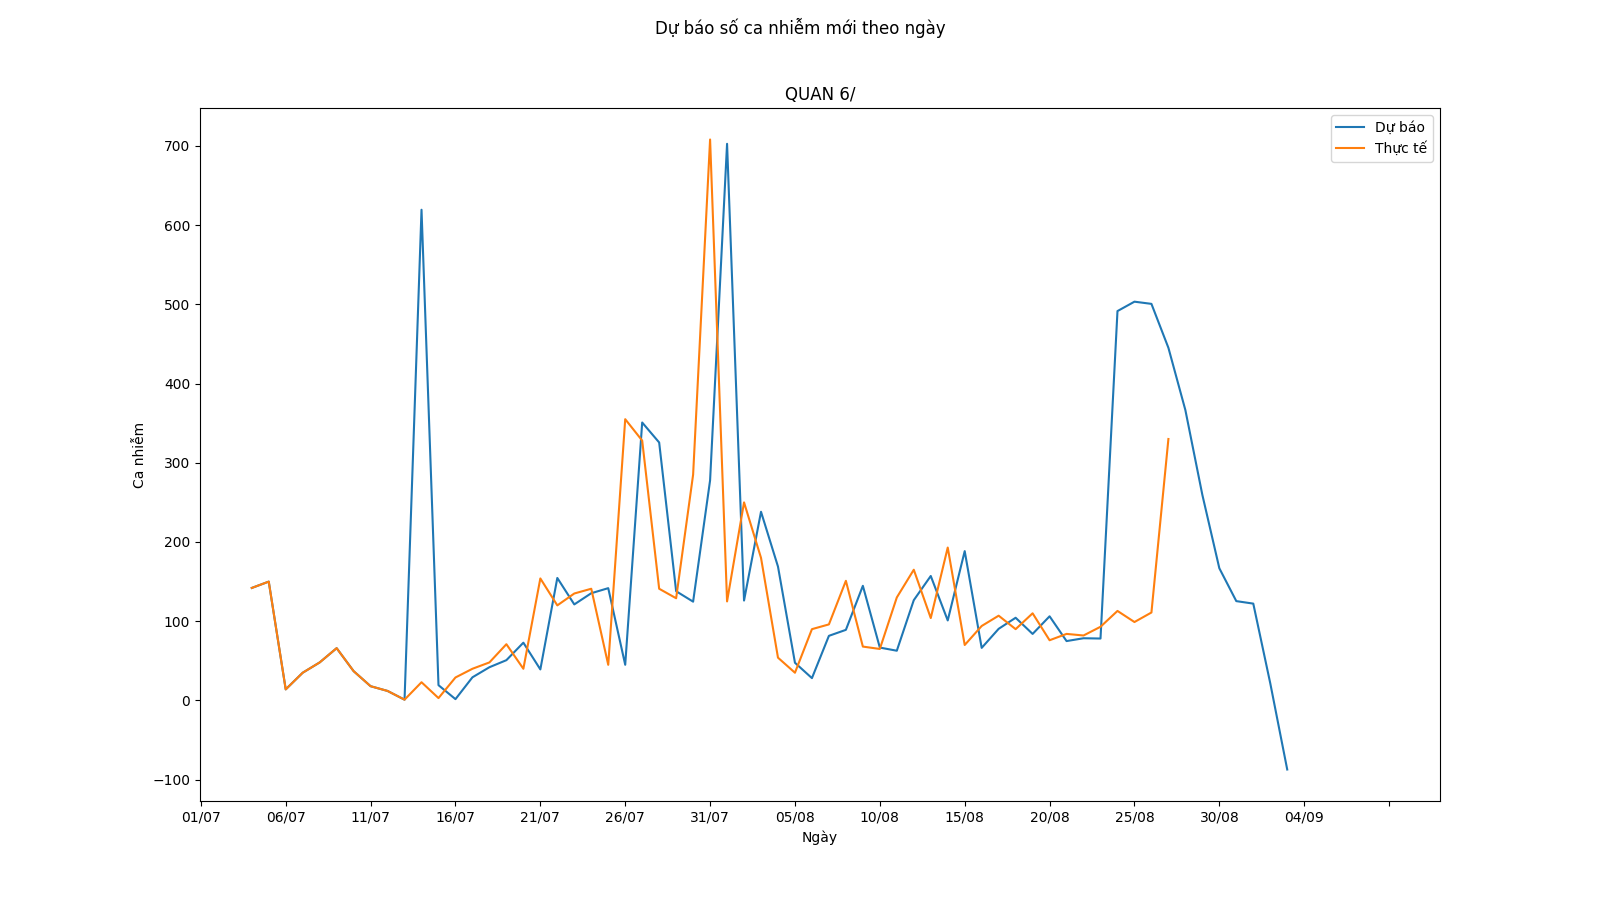 Dự báo số ca nhiễm mới theo ngày
QUAN 6/
Dự báo
Thực tế
700
600
500
400
300
200
100
0
−100
Ca nhiễm
01/07 06/07 11/07 16/07 21/07 26/07 31/07 05/08 10/08 15/08 20/08 25/08 30/08 04/09
Ngày